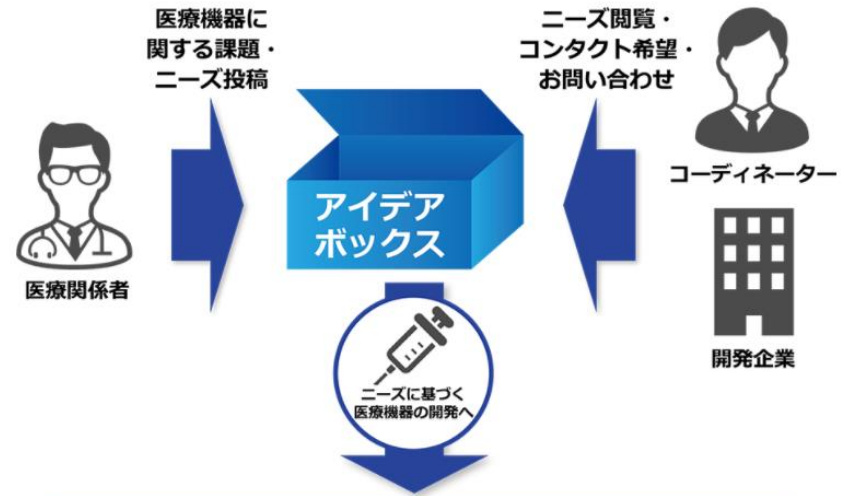 医療機器に
関する課題・
ニーズ投稿
ニーズ閲覧・
コンタクト希望・
お問い合わせ
医療関係者
アイデア
ボックス
コーディネーター
開発企業
ニーズに基づく
医療機器の開発へ